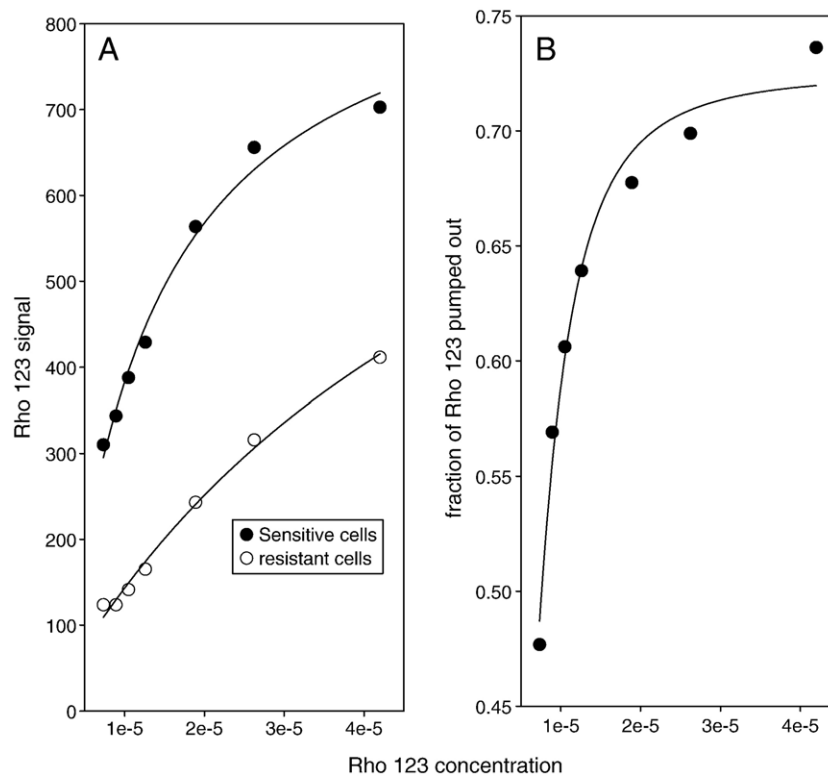 A
800
700
600
500
400
300
200
100
0
Rho 123 signal
Sensitive cells
resistant cells
1e-5 2e-5 3e-5 4e-5
B
0.75
0.70
0.65
0.60
0.55
0.50
0.45
fraction of Rho 123 pumped out
1e-5 2e-5 3e-5 4e-5
Rho 123 concentration